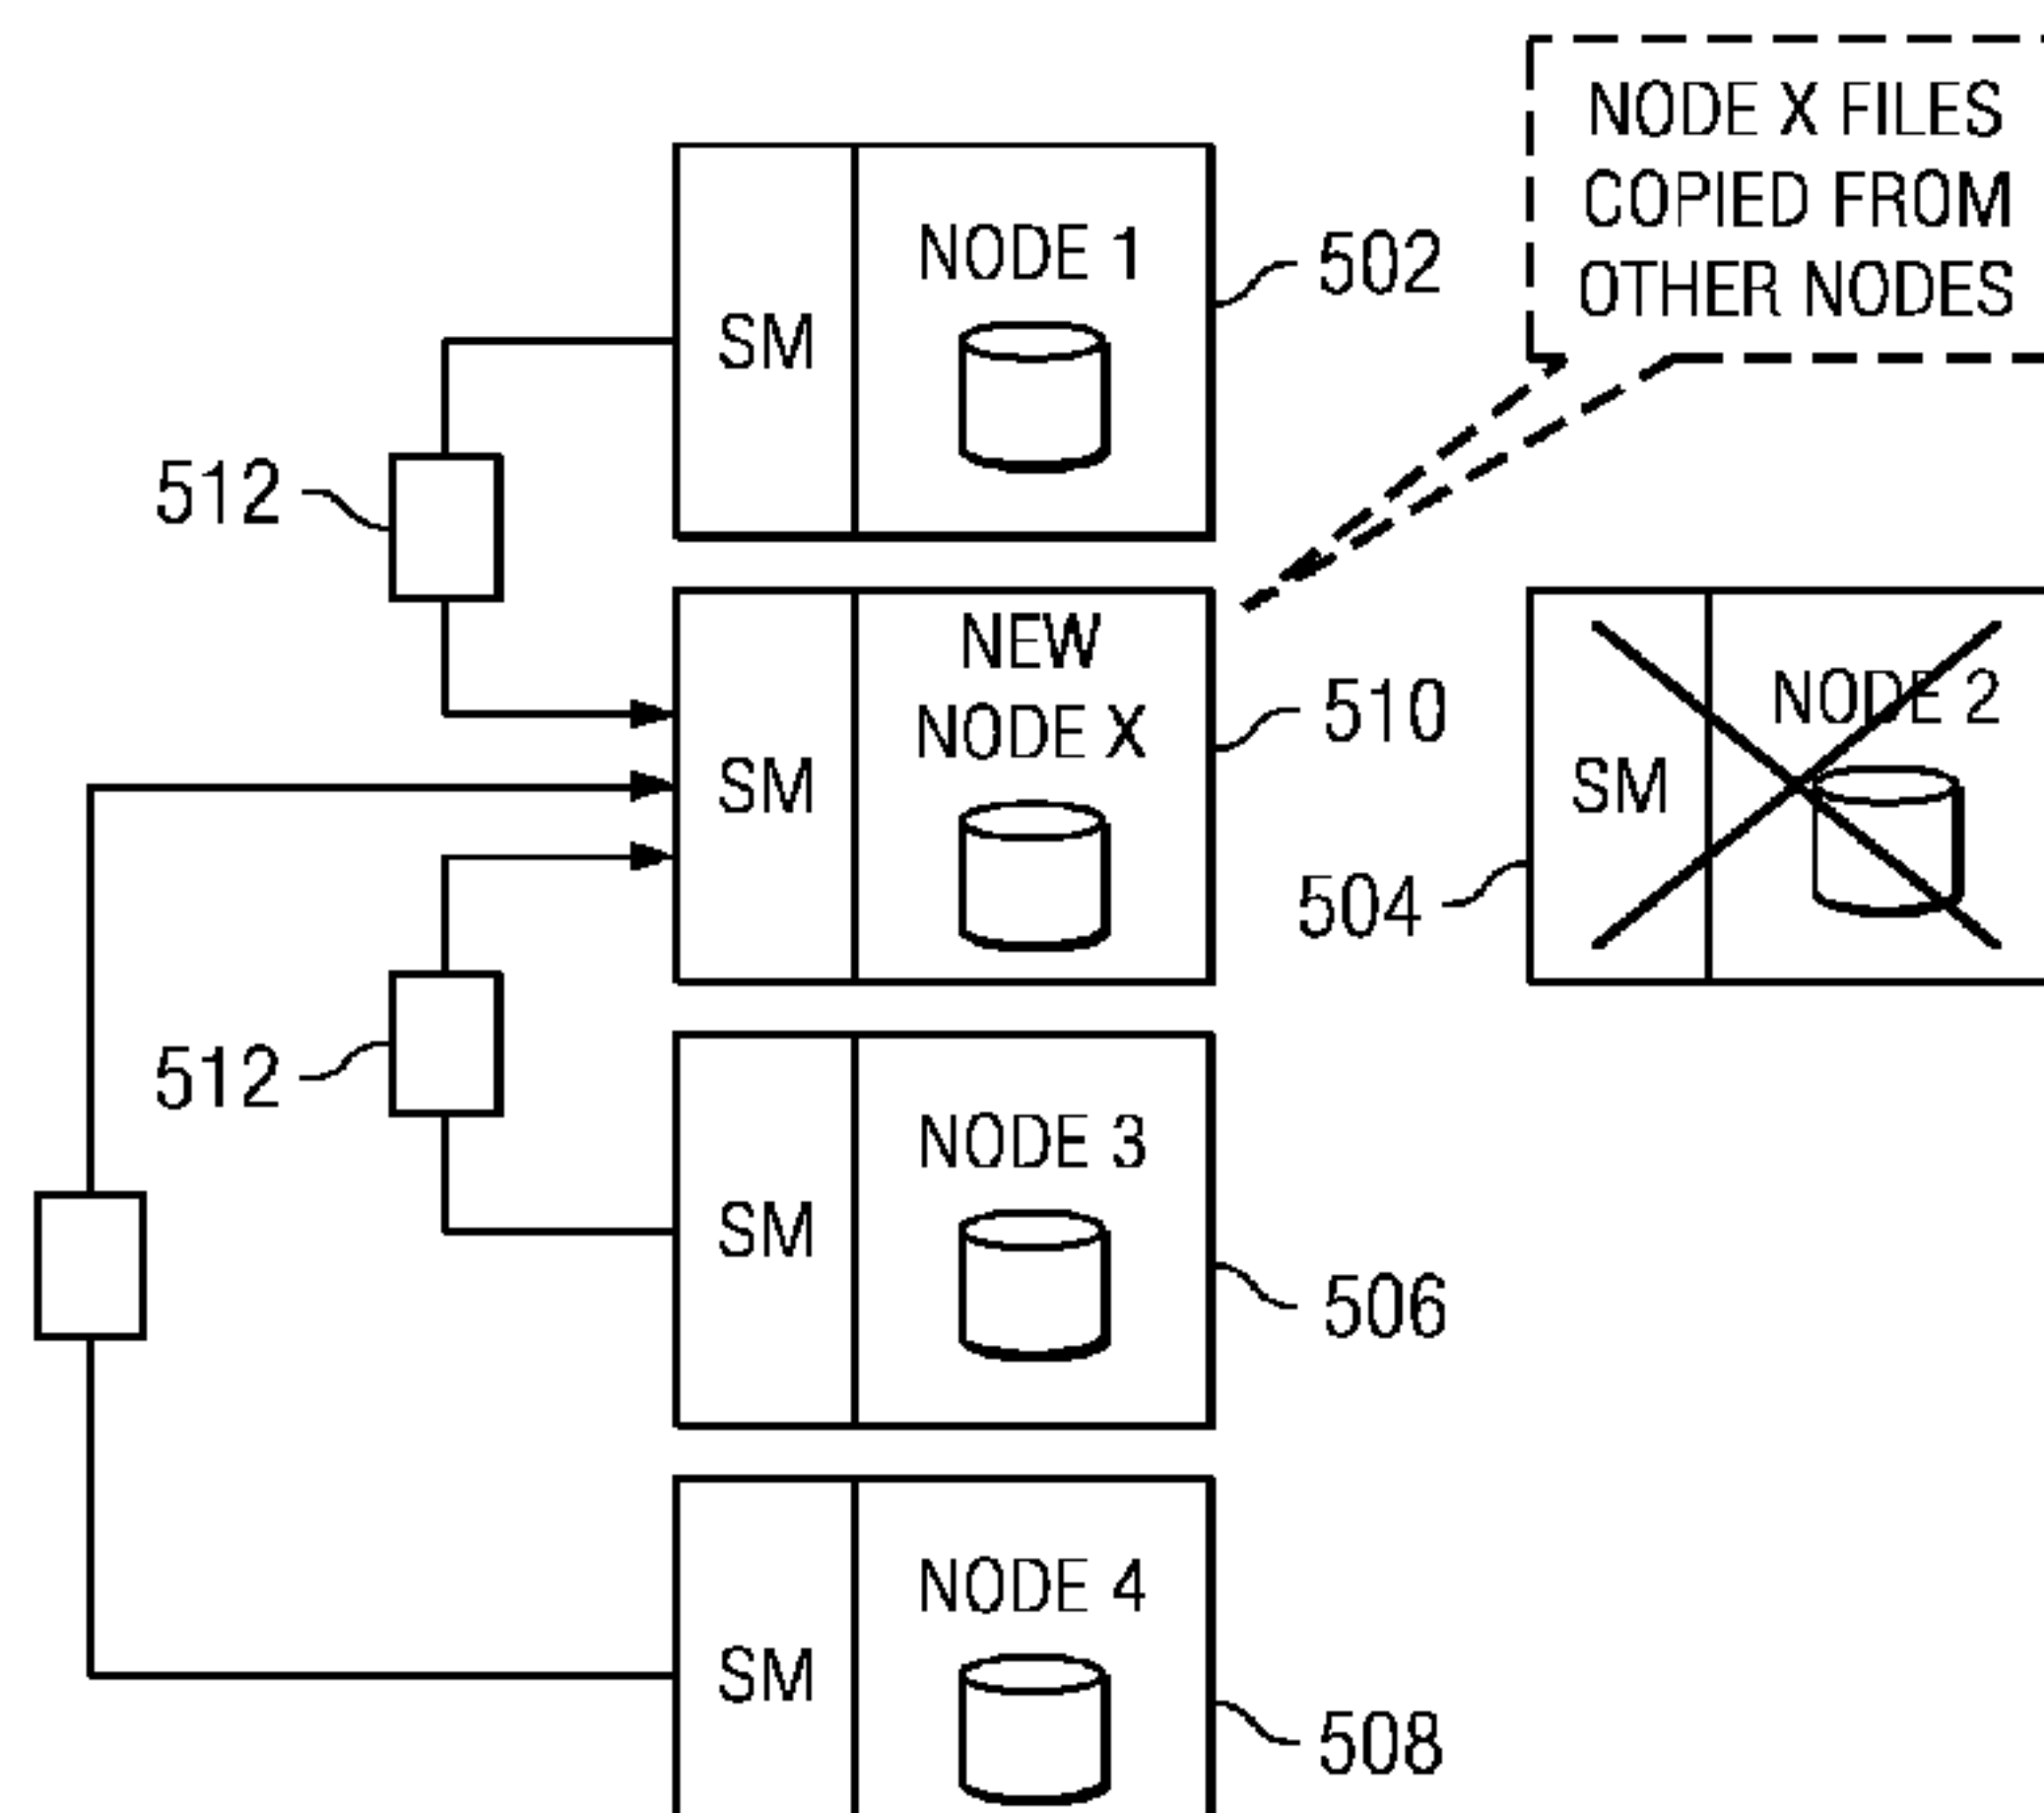 NODE X FILES
COPIED FROM
OTHER NODES
NODE 1
SM
502
512
NEW
NODE X
SM
510
NODE 2
SM
504
512
NODE 3
SM
506
NODE 4
SM
508